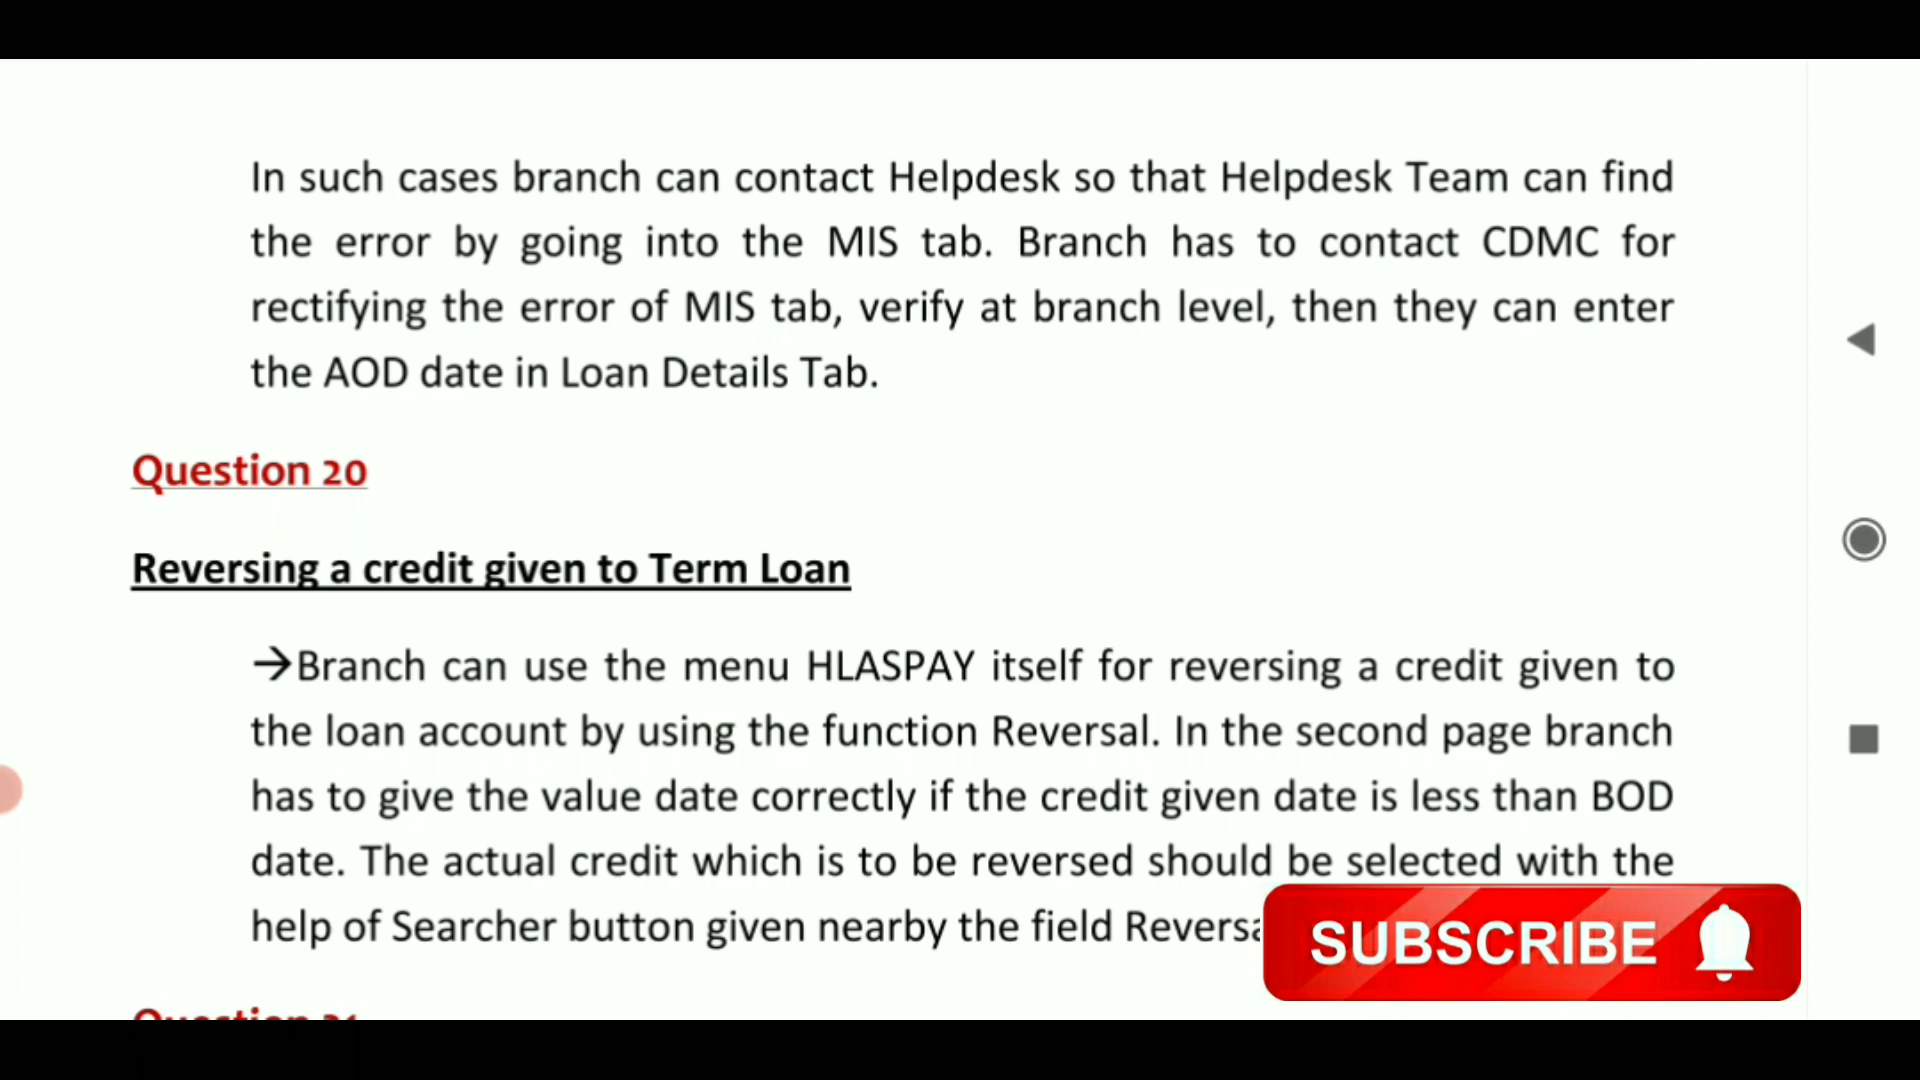 In such cases branch can contact Helpdesk so that Helpdesk Team can find
the error by going into the MIS tab. Branch has to contact CDMC for
rectifying the error of MIS tab, verify at branch level, then they can enter
the AOD date in Loan Details Tab.
Question 20
Reversing a credit given to Term Loan
→Branch can use the menu HLASPAY itself for reversing a credit given to
the loan account by using the function Reversal. In the second page branch
has to give the value date correctly if the credit given date is less than BOD
date. The actual credit which is to be reversed should be selected with the
help of Searcher button given nearby the field
SUBSCRIBE
Question